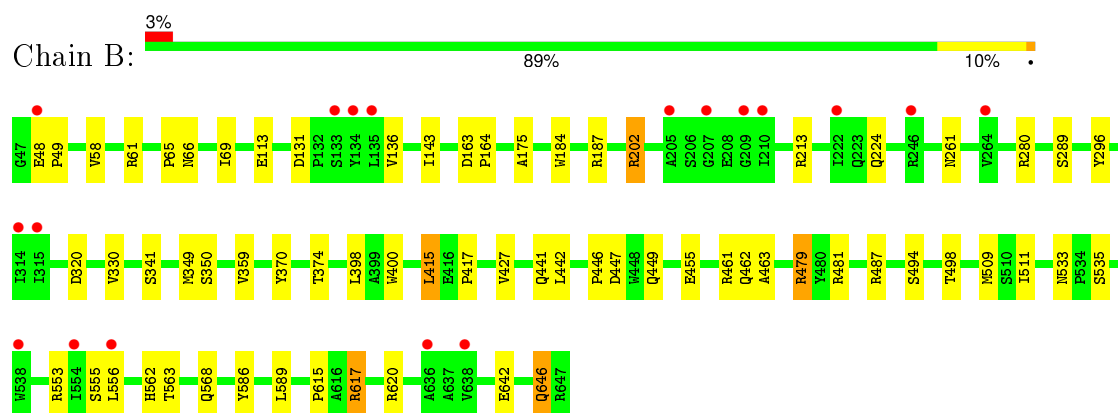 3%
Chain B:
89% 10% •
G47 E48 P49 V58 R61 P65 N66 I69 E113 D131 P132 S133 Y134 L135 V136 I143 D163 P164 A175 W184 R187 R202 A205 S206 G207 E208 G209 I210 R213 I222 Q223 Q224 R246 N261 V264 R280 S289 Y296
I314 I315 D320 V330 S341 M349 S350 V359 Y370 T374 L398 A399 W400 L415 E416 P417 V427 Q441 L442 P446 D447 W448 Q449 E455 R461 Q462 A463 R479 Y480 R481 R487 S494 T498 M509 S510 I511 N533 P534 S535
W538 R553 I554 S555 L556 H562 T563 Q568 Y586 L589 P615 A616 R617 R620 A636 A637 V638 E642 Q646 R647